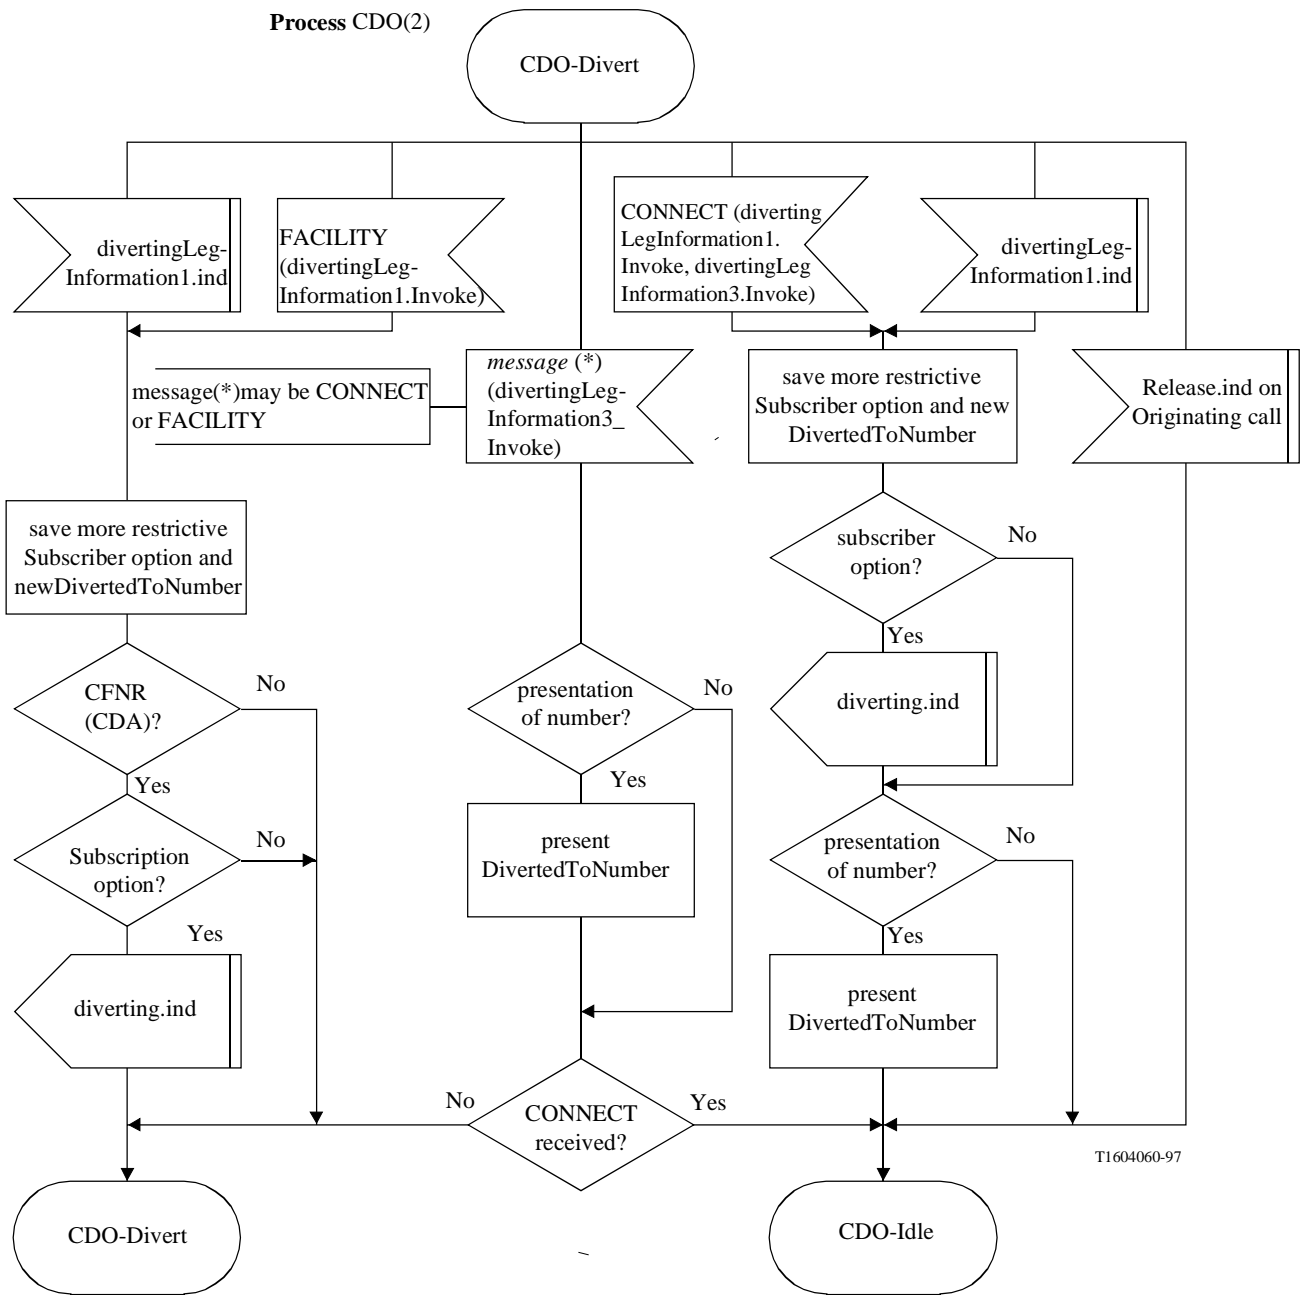 Process CDO(2)
CDO-Divert
divertingLeg-
Information1.ind
FACILITY
(divertingLeg-
Information1.Invoke)
CONNECT (diverting
LegInformation1.
Invoke, divertingLeg
Information3.Invoke)
divertingLeg-
Information1.ind
message(*)may be CONNECT
or FACILITY
message (*)
(divertingLeg-
Information3_
Invoke)
save more restrictive
Subscriber option and new
DivertedToNumber
Release.ind on
Originating call
save more restrictive
Subscriber option and
newDivertedToNumber
subscriber
option?
No
Yes
CFNR
(CDA)?
No
Yes
presentation
of number?
No
Yes
diverting.ind
Subscription
option?
No
Yes
present
DivertedToNumber
presentation
of number?
No
Yes
diverting.ind
present
DivertedToNumber
No
CONNECT
received?
Yes
T1604060-97
CDO-Divert
CDO-Idle